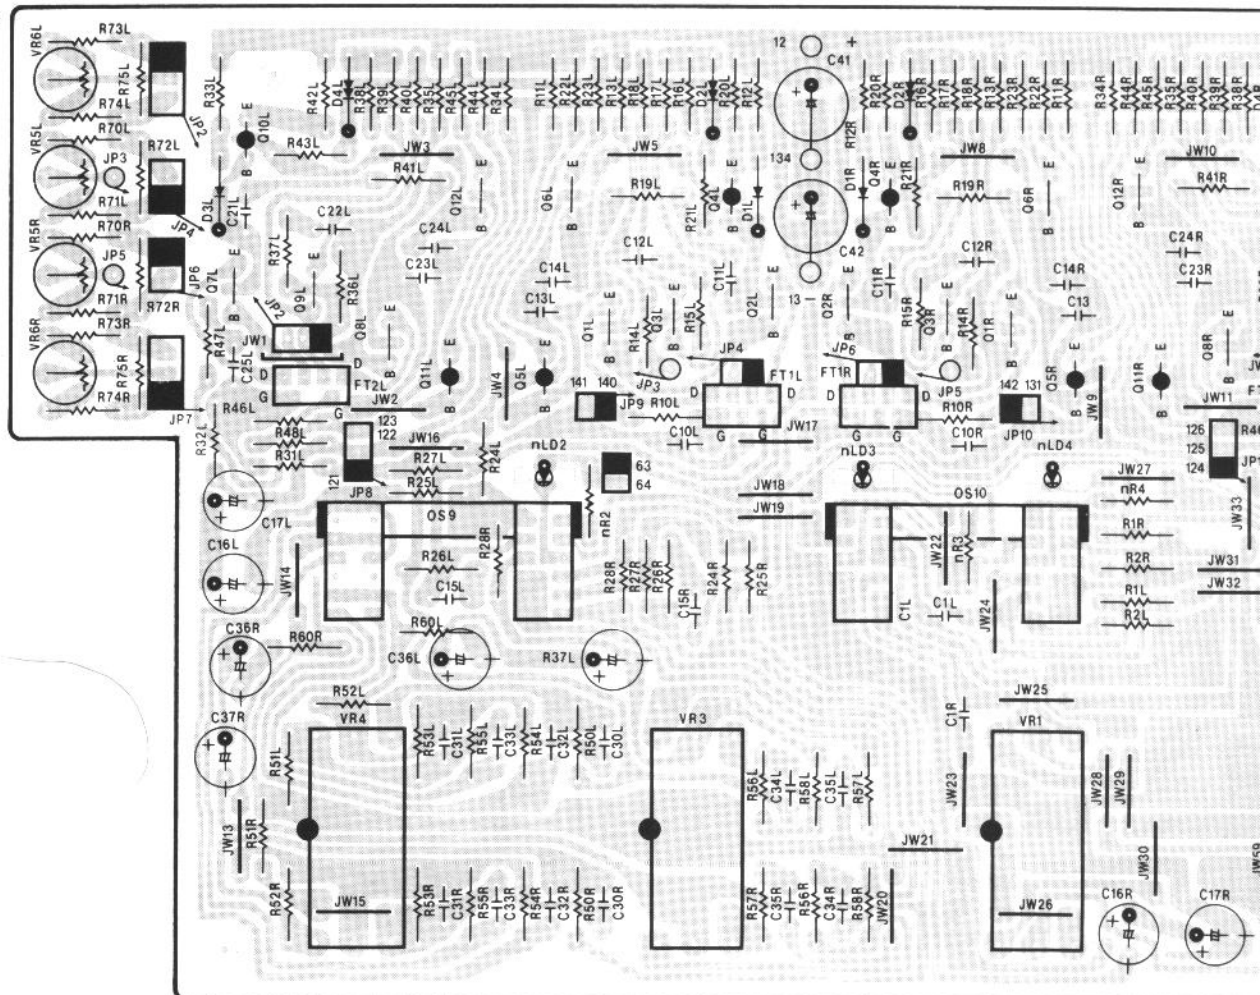 VR6L R73L R75L R74L JP2
VR5L R70L JP3 R72L R71L JP4
VR5R R70R JP5 JP6 R72R R71R
VR6R R73R R75R R74R JP7
R33L Q10L E B R42L D4L R38L R39L R40L R35L R45L R44L R34L
R11L R22L R23L R13L R18L R17L R16L D2L R20L R12L
12 + C41 134 R12R
R20R D2R R16R R17R R18R R13R R23R R22R R11R
R34R R44R R45R R35R R40R R39R R38R
R43L JW3 R41L JW5 R19L JW8 R19R JW10 R41R
D3L C21L C22L C24L C23L Q12L E B Q6L E B
R21L Q4L E B D1L D1R Q4R E B R21R Q6R E B Q12R E B
C42 13 −
R37L Q7L E B Q9L E B R36L JP2 Q8L E B
C12L C14L C13L C11L C11R C12R C14R C13 C24R C23R
Q1L E B R14L Q3L E B R15L Q2L E B Q2R E B R15R Q3R E B R14R Q1R E B Q8R E B
R47L C25L JW1 D D FT2L G G
Q11L E B JW4 Q5L E B 141 140 JP3 JP9 R10L
JP4 FT1L D D G G C10L JW17
JP6 FT1R D D G G JP5 R10R C10R
142 131 JP10 Q5R E B JW9 Q11R E B JW11
R46L R32L R48L R31L 123 122 121 JP8
JW2 JW16 R27L R25L R24L
nLD2 63 64 nR2 nLD3 nLD4
126 125 124 JW27 nR4 JW33
C17L OS9 JW18 JW19 OS10
C16L JW14 R26L R28R C15L
R28R R27R R26R R24R R25R C15R
JW22 nR3 C1L C1L JW24
R1R R2R R1L R2L JW31 JW32
C36R R60R R60L C36L R37L
R52L C1R JW25
C37R VR4 VR3 VR1
R51L R53L C31L R55L C33L R54L C32L R50L C30L
R56L C34L R58L C35L R57L
JW23 JW28 JW29
JW13 R51R JW21 JW30 JW59
R52R JW15 R53R C31R R55R C33R R54R C32R R50R C30R
R57R C35R R56R C34R R58R JW20
JW26 C16R C17R